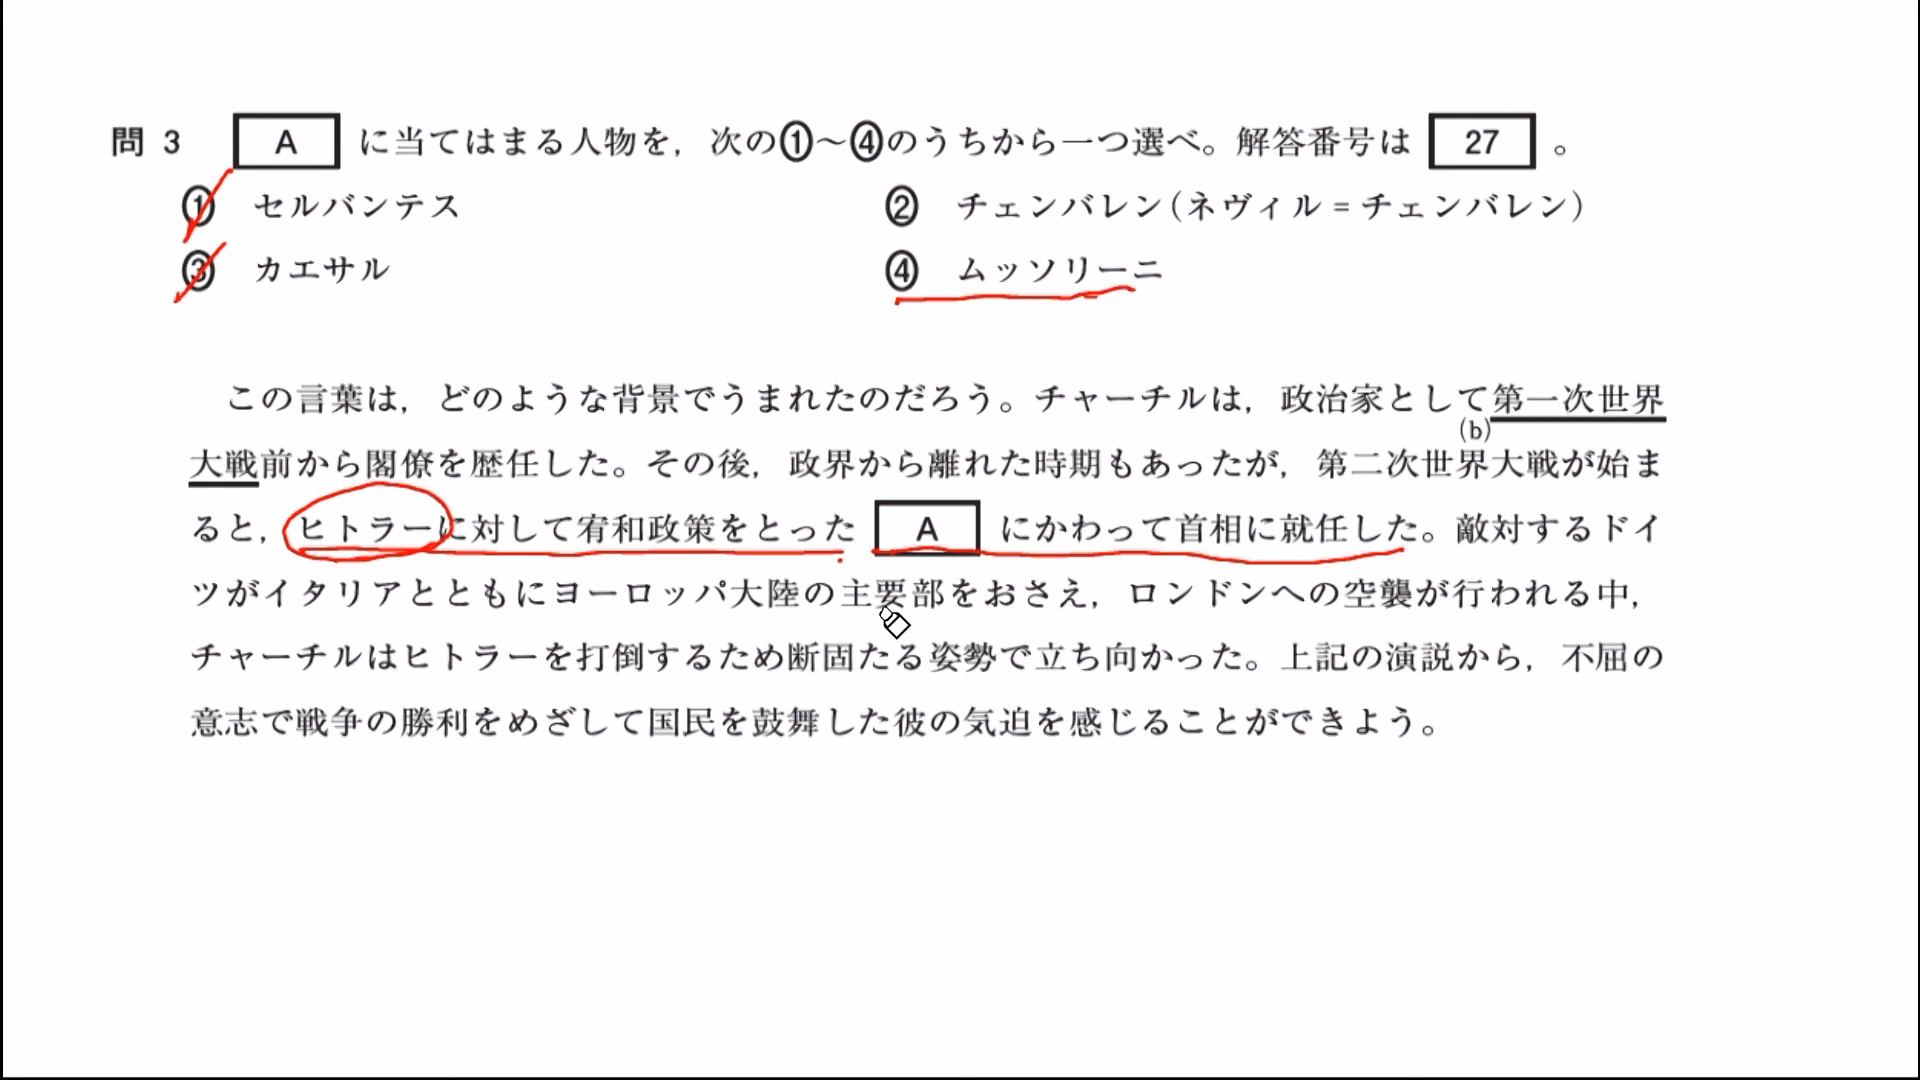 問 3 A に当てはまる人物を，次の①～④のうちから一つ選べ。解答番号は 27 。
① セルバンテス ② チェンバレン(ネヴィル＝チェンバレン)
③ カエサル ④ ムッソリーニ
この言葉は，どのような背景でうまれたのだろう。チャーチルは，政治家として第一次世界
(b)
大戦前から閣僚を歴任した。その後，政界から離れた時期もあったが，第二次世界大戦が始ま
ると，ヒトラーに対して宥和政策をとった A にかわって首相に就任した。敵対するドイ
ツがイタリアとともにヨーロッパ大陸の主要部をおさえ，ロンドンへの空襲が行われる中，
チャーチルはヒトラーを打倒するため断固たる姿勢で立ち向かった。上記の演説から，不屈の
意志で戦争の勝利をめざして国民を鼓舞した彼の気迫を感じることができよう。